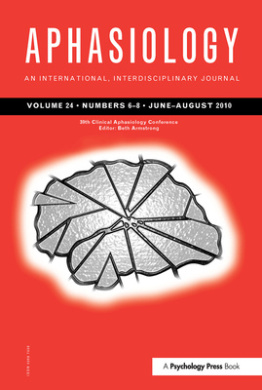 APHASIOLOGY
AN INTERNATIONAL, INTERDISCIPLINARY JOURNAL
VOLUME 24 • NUMBERS 6–8 • JUNE–AUGUST 2010
39th Clinical Aphasiology Conference
Editor: Beth Armstrong
A Psychology Press Book